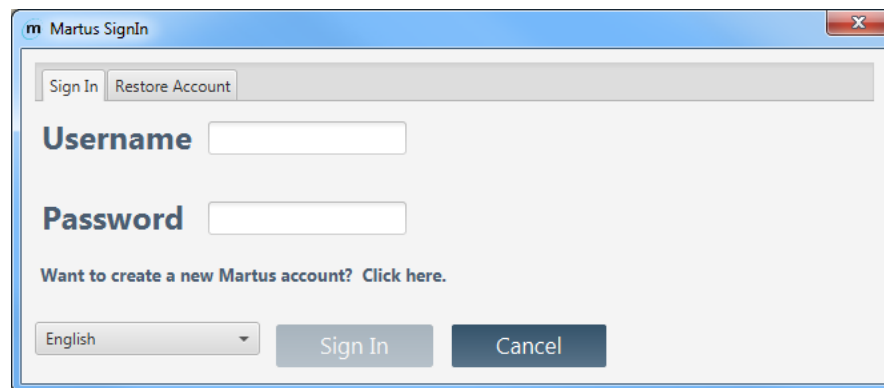 m Martus SignIn
Sign In Restore Account
Username
Password
Want to create a new Martus account? Click here.
English Sign In Cancel